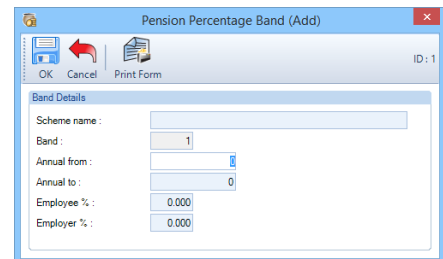 Pension Percentage Band (Add)
OK Cancel Print Form ID : 1
Band Details
Scheme name :
Band : 1
Annual from : 0
Annual to : 0
Employee % : 0.000
Employer % : 0.000